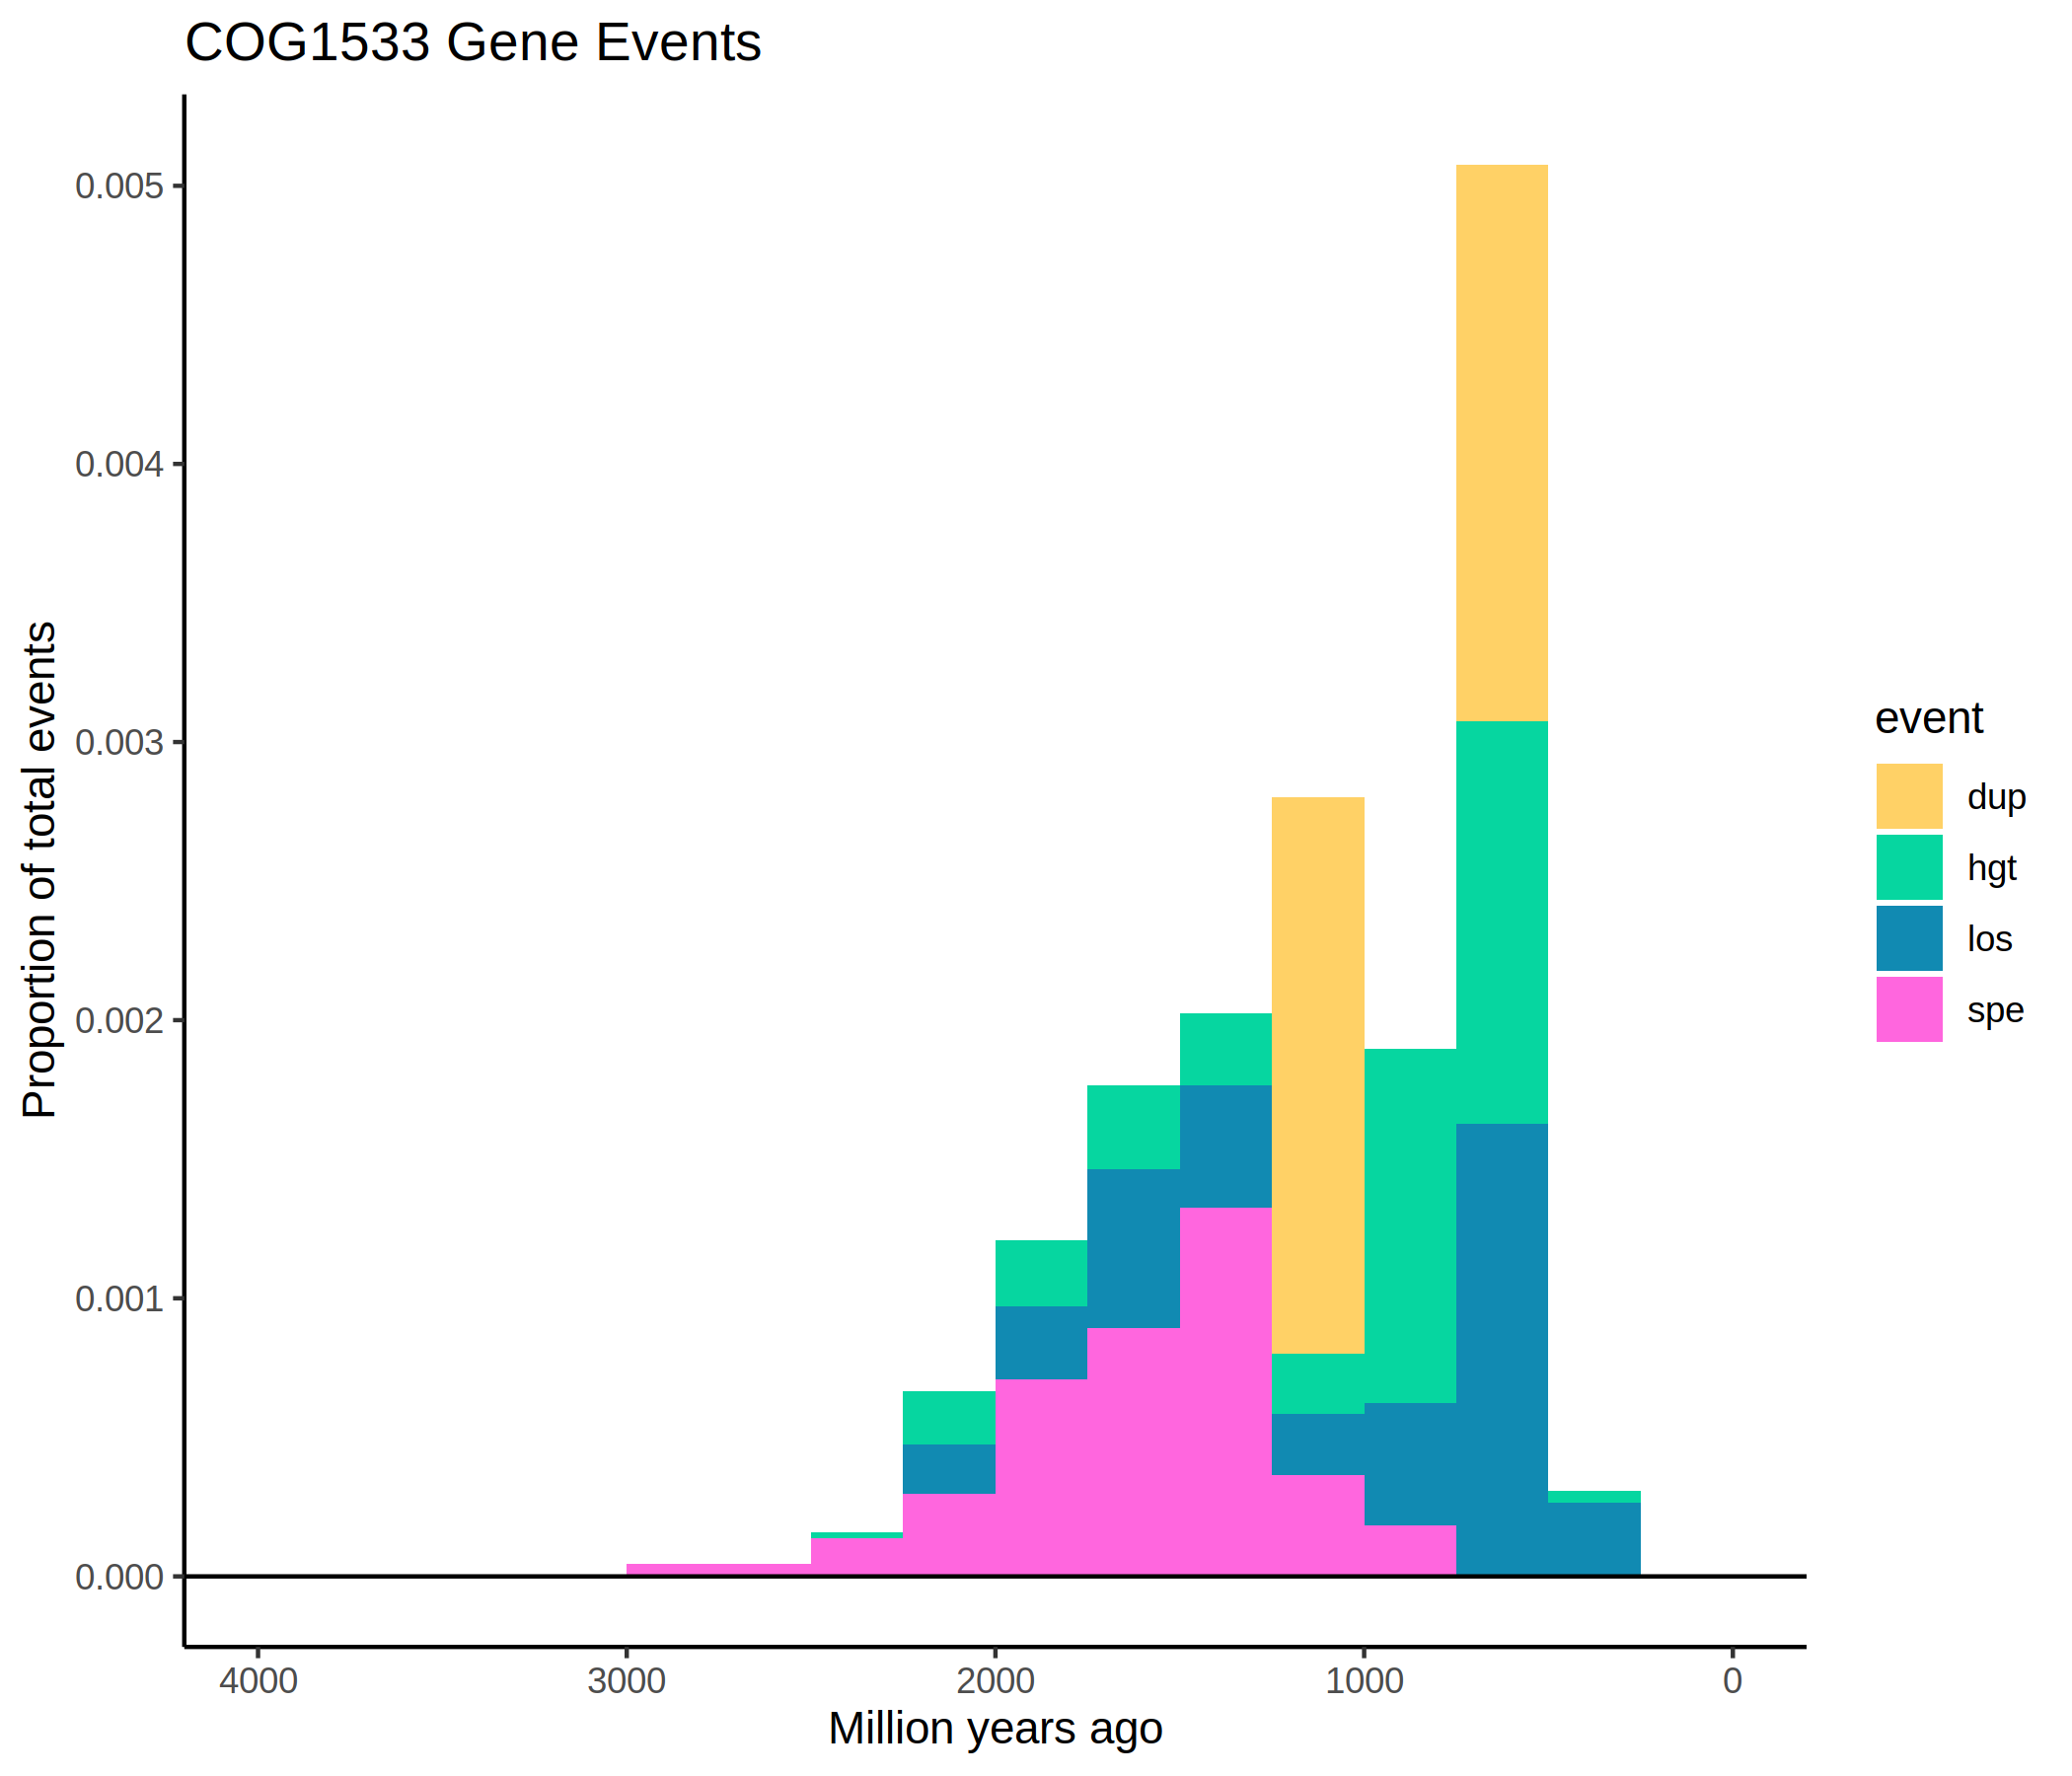 COG1533 Gene Events
Proportion of total events
0.005
0.004
0.003
0.002
0.001
0.000
4000 3000 2000 1000 0
Million years ago
event
dup
hgt
los
spe